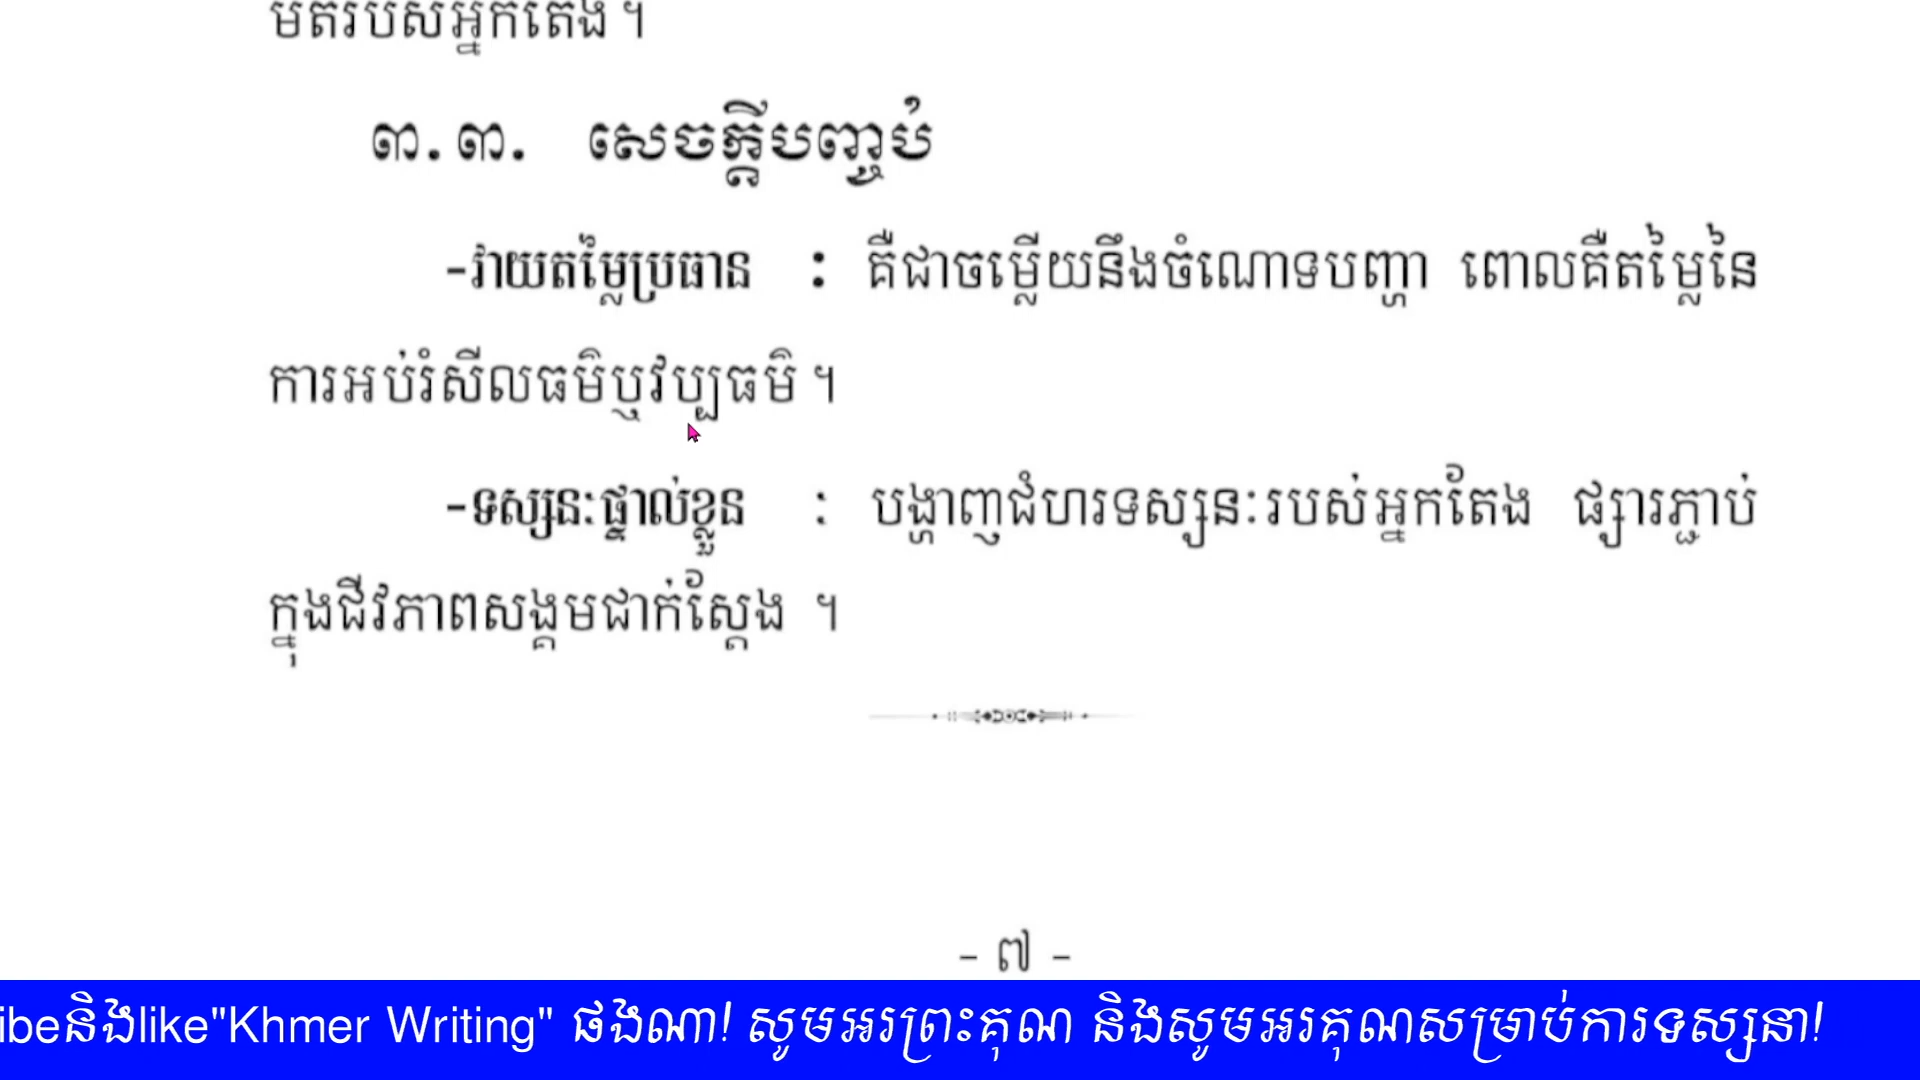 មតិរបស់អ្នកតែង ។
៣.៣. សេចក្ដីបញ្ចប់
-វាយតម្លៃប្រធាន : គឺជាចម្លើយនឹងចំណោទបញ្ហា ពោលគឺតម្លៃនៃ
ការអប់រំសីលធម៌ឬវប្បធម៌ ។
-ទស្សនៈផ្ទាល់ខ្លួន : បង្ហាញជំហរទស្សនៈរបស់អ្នកតែង ផ្សារភ្ជាប់
ក្នុងជីវភាពសង្គមជាក់ស្ដែង ។
- ៧ -
ibeនិងlike"Khmer Writing" ផងណា! សូមអរព្រះគុណ និងសូមអរគុណសម្រាប់ការទស្សនា!